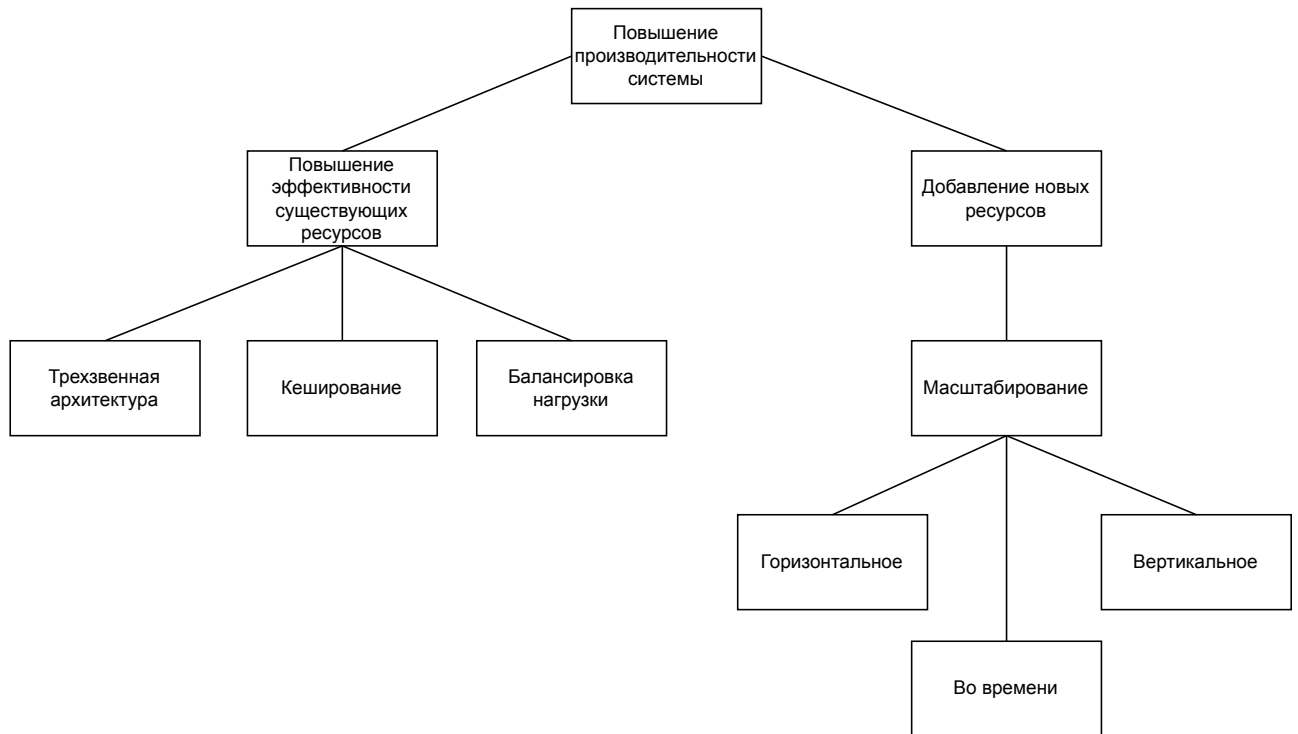 Повышение
производительности
системы
Повышение
эффективности
существующих
ресурсов
Добавление новых
ресурсов
Трехзвенная
архитектура
Кеширование
Балансировка
нагрузки
Масштабирование
Горизонтальное
Вертикальное
Во времени